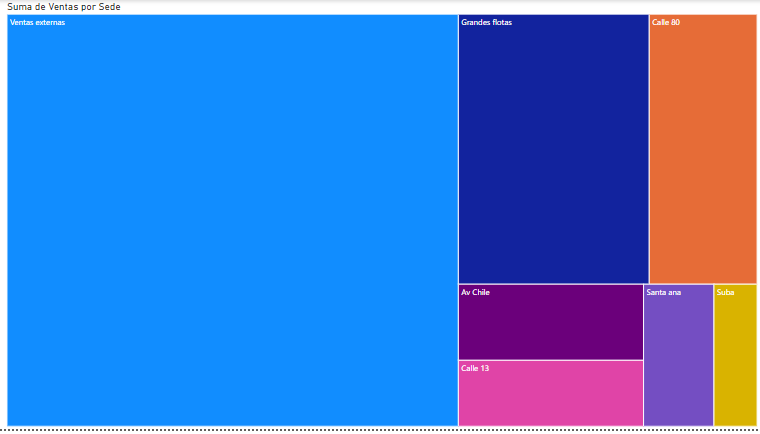 Suma de Ventas por Sede
Ventas externas
Grandes flotas
Calle 80
Av Chile
Santa ana
Suba
Calle 13